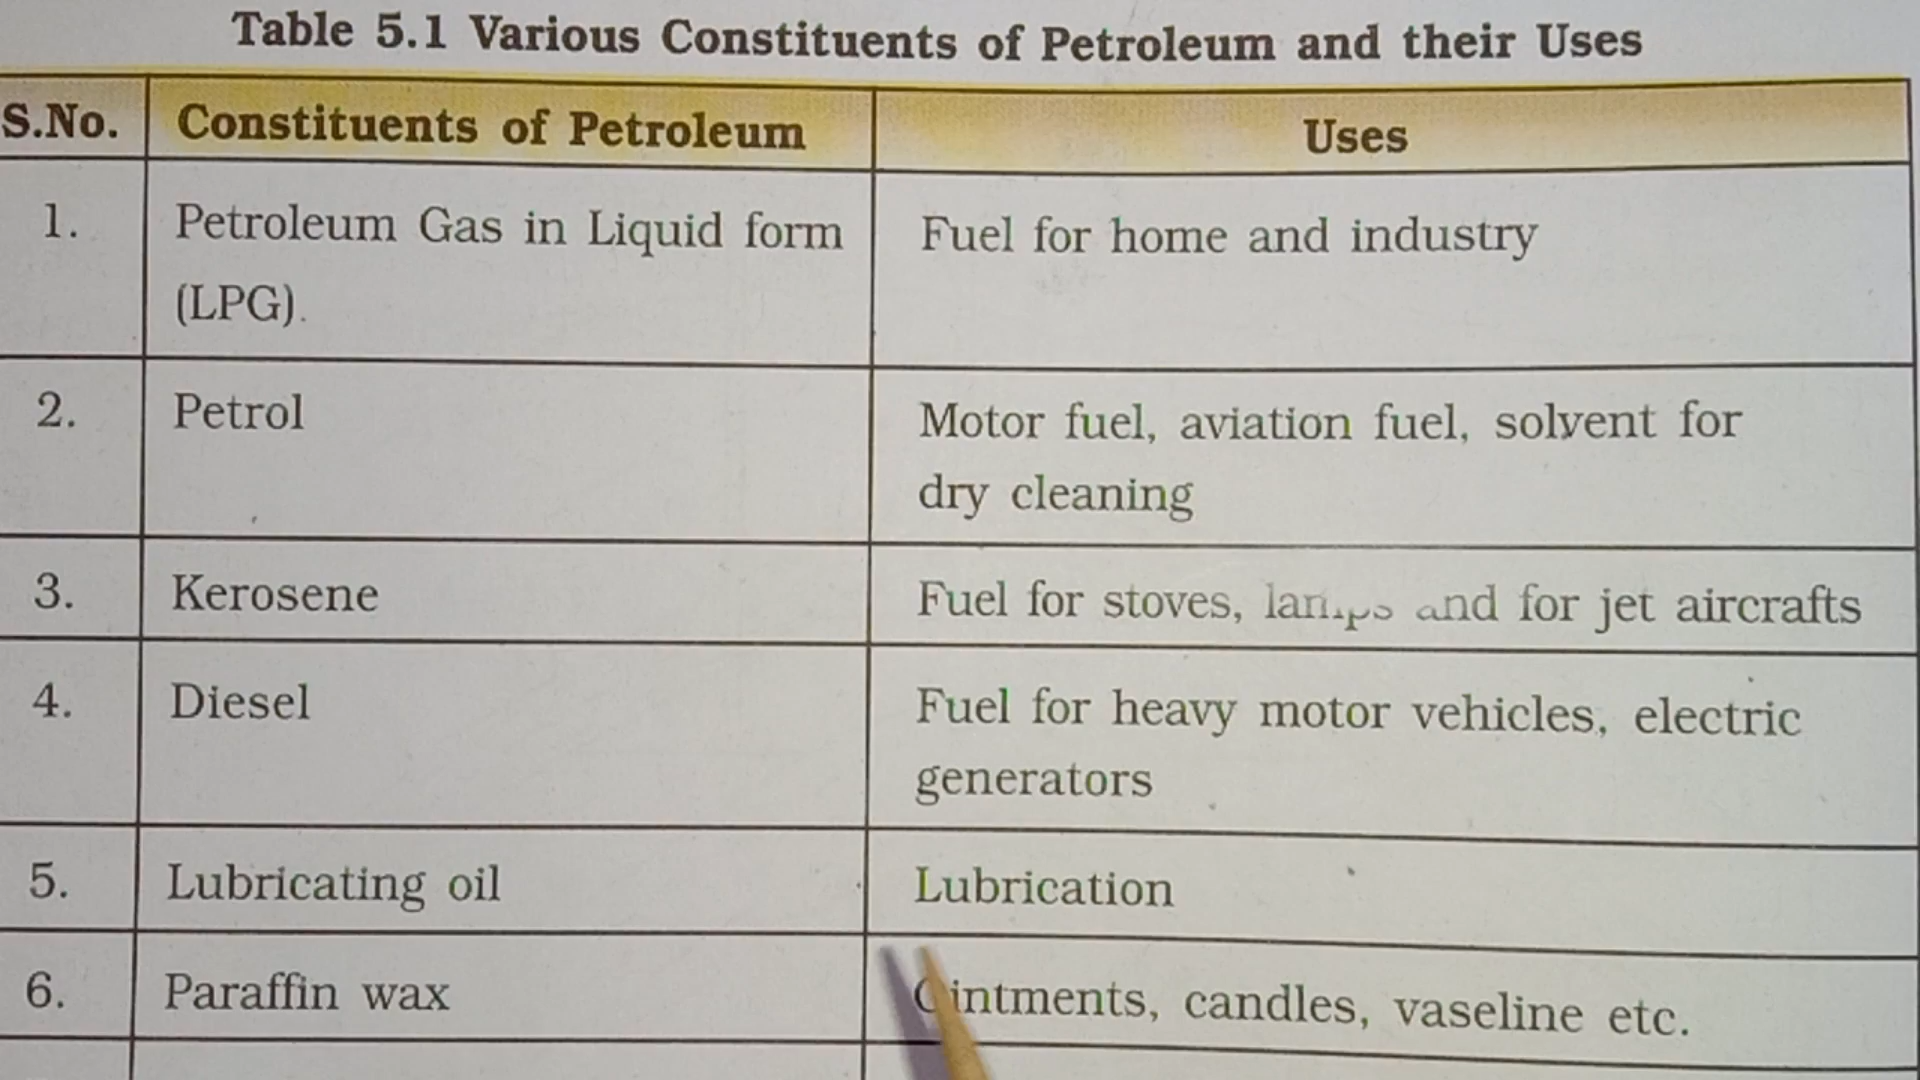 Table 5.1 Various Constituents of Petroleum and their Uses
S.No. Constituents of Petroleum Uses
1. Petroleum Gas in Liquid form Fuel for home and industry
(LPG).
2. Petrol Motor fuel, aviation fuel, solvent for
dry cleaning
3. Kerosene Fuel for stoves, lamps and for jet aircrafts
4. Diesel Fuel for heavy motor vehicles, electric
generators
5. Lubricating oil Lubrication
6. Paraffin wax Ointments, candles, vaseline etc.